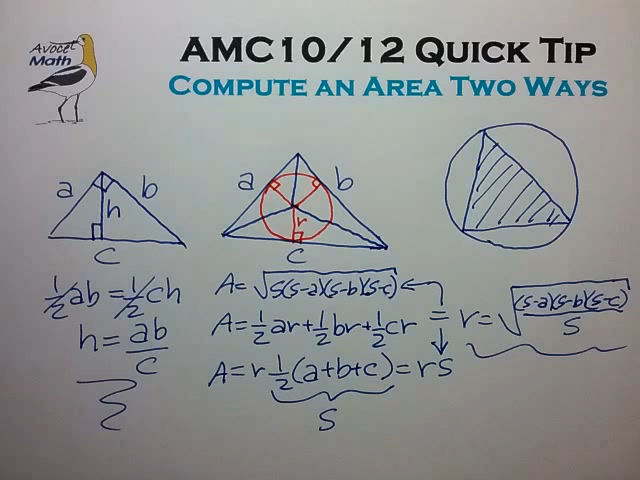 Avocet
Math
AMC10/12 QUICK TIP
COMPUTE AN AREA TWO WAYS
a
b
h
c
½ab = ½ch
h = ab/c
a
b
r
c
A = √(s(s-a)(s-b)(s-c))
A = ½ar + ½br + ½cr
A = r ½(a+b+c) = rs
s
= r = √((s-a)(s-b)(s-c)/s)